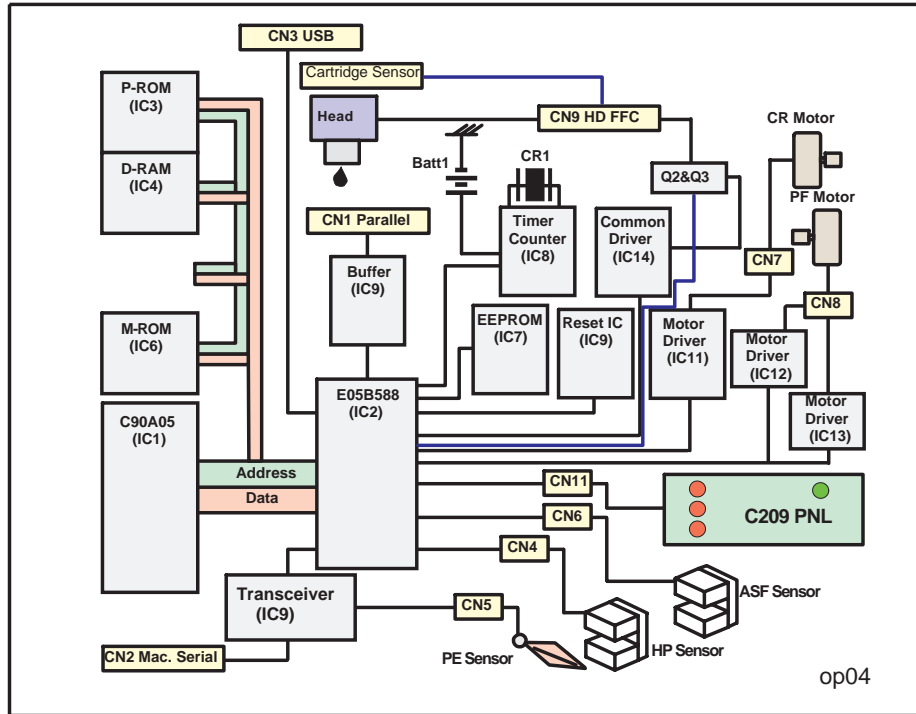 CN3 USB
Cartridge Sensor
P-ROM
(IC3)
Head
CN9 HD FFC
CR Motor
D-RAM
(IC4)
Batt1
CR1
Q2&Q3
PF Motor
CN1 Parallel
Timer
Counter
(IC8)
Common
Driver
(IC14)
CN7
Buffer
(IC9)
CN8
M-ROM
(IC6)
EEPROM
(IC7)
Reset IC
(IC9)
Motor
Driver
(IC11)
Motor
Driver
(IC12)
C90A05
(IC1)
E05B588
(IC2)
Motor
Driver
(IC13)
Address
Data
CN11
C209 PNL
CN6
CN4
Transceiver
(IC9)
CN5
ASF Sensor
CN2 Mac. Serial
PE Sensor
HP Sensor
op04